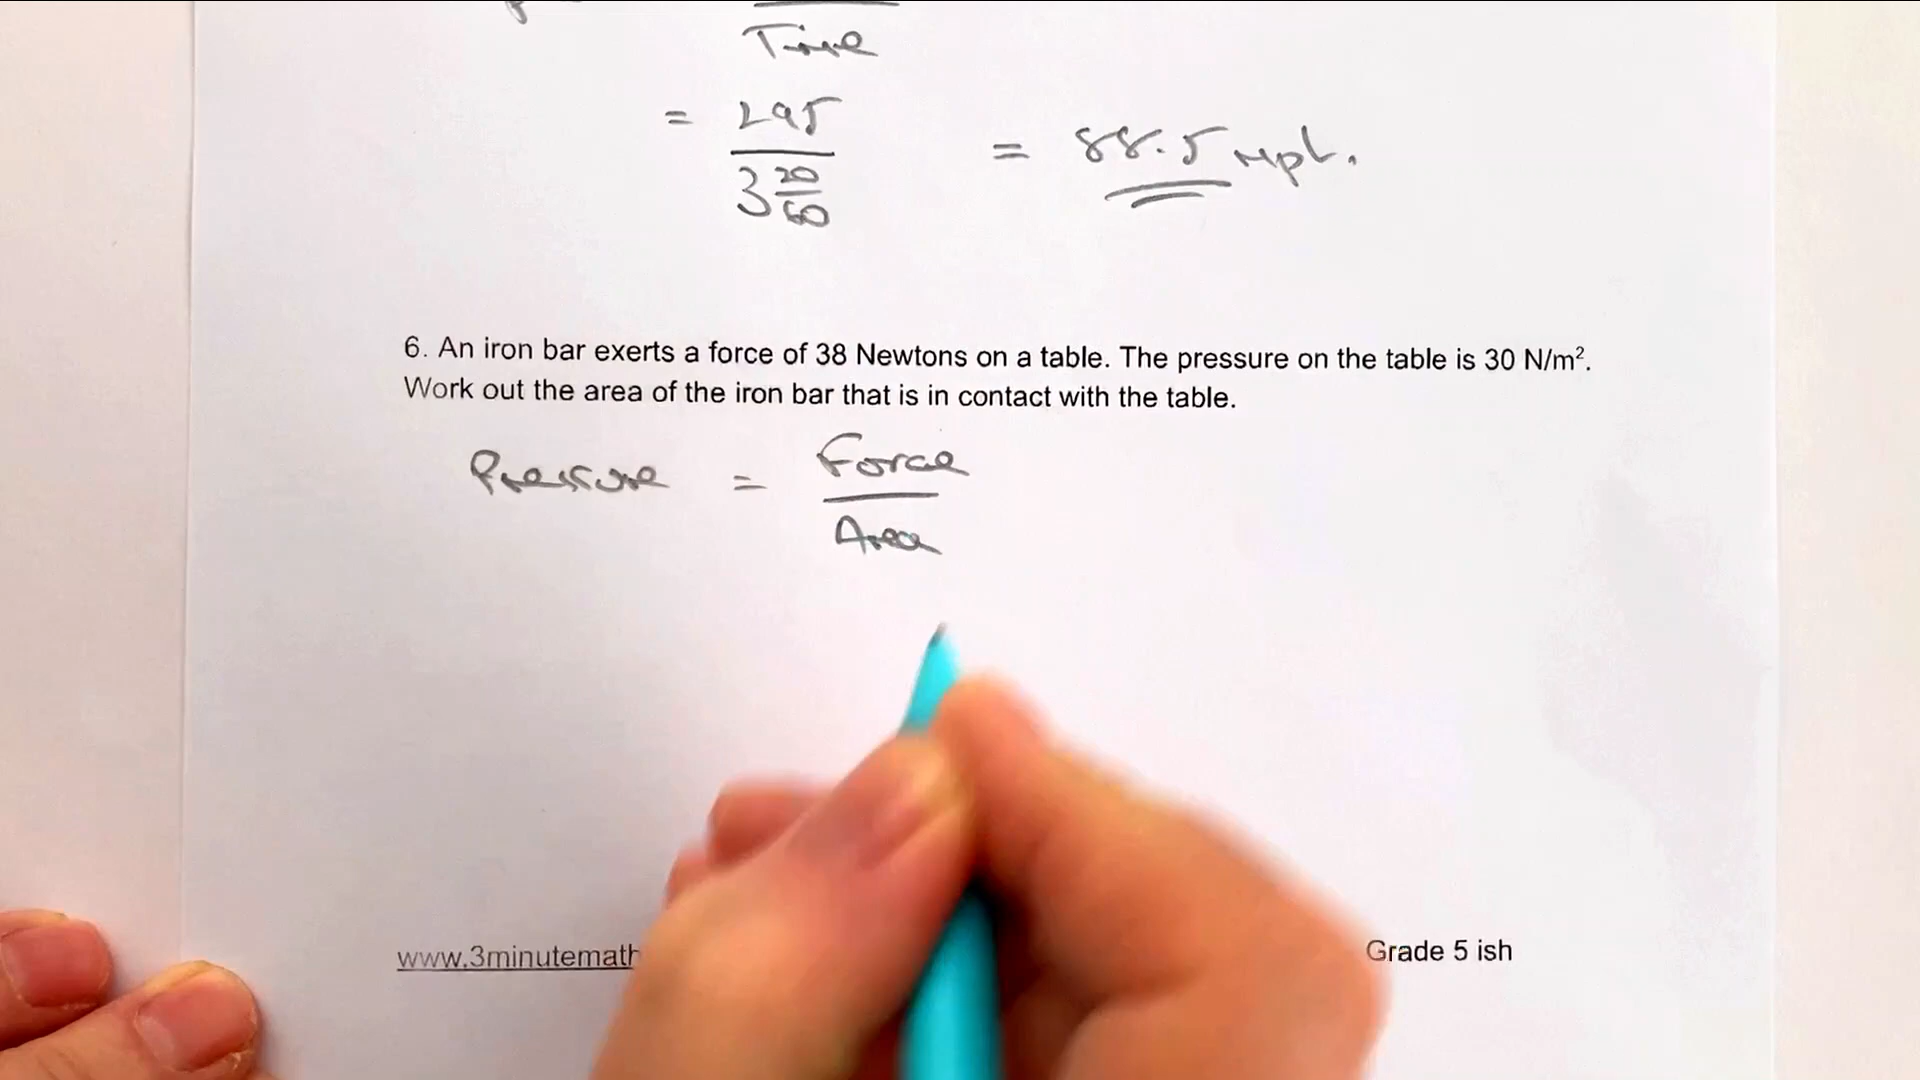 Time
= 295
3 20
60
= 88.5 mph.
6. An iron bar exerts a force of 38 Newtons on a table. The pressure on the table is 30 N/m².
Work out the area of the iron bar that is in contact with the table.
Pressure = Force
Area
www.3minutemath
Grade 5 ish